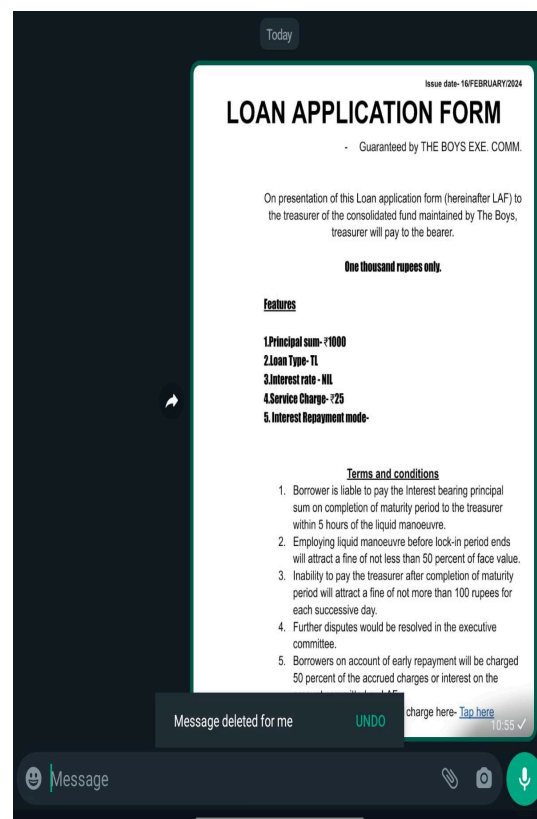 Today
Issue date- 16/FEBRUARY/2024
LOAN APPLICATION FORM
- Guaranteed by THE BOYS EXE. COMM.
On presentation of this Loan application form (hereinafter LAF) to
the treasurer of the consolidated fund maintained by The Boys,
treasurer will pay to the bearer.
One thousand rupees only.
Features
1.Principal sum- ₹1000
2.Loan Type- TL
3.Interest rate - NIL
4.Service Charge- ₹25
5. Interest Repayment mode-
Terms and conditions
1. Borrower is liable to pay the Interest bearing principal
sum on completion of maturity period to the treasurer
within 5 hours of the liquid manoeuvre.
2. Employing liquid manoeuvre before lock-in period ends
will attract a fine of not less than 50 percent of face value.
3. Inability to pay the treasurer after completion of maturity
period will attract a fine of not more than 100 rupees for
each successive day.
4. Further disputes would be resolved in the executive
committee.
5. Borrowers on account of early repayment will be charged
50 percent of the accrued charges or interest on the
charge here- Tap here
10:55
Message deleted for me UNDO
Message